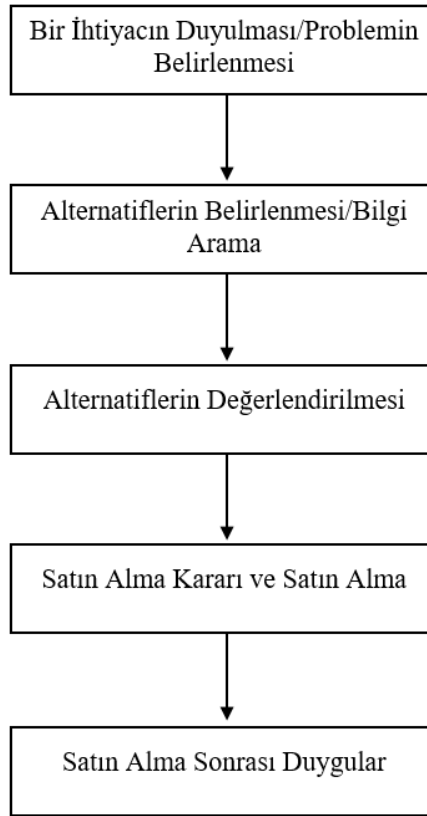 Bir İhtiyacın Duyulması/Problemin
Belirlenmesi
Alternatiflerin Belirlenmesi/Bilgi
Arama
Alternatiflerin Değerlendirilmesi
Satın Alma Kararı ve Satın Alma
Satın Alma Sonrası Duygular